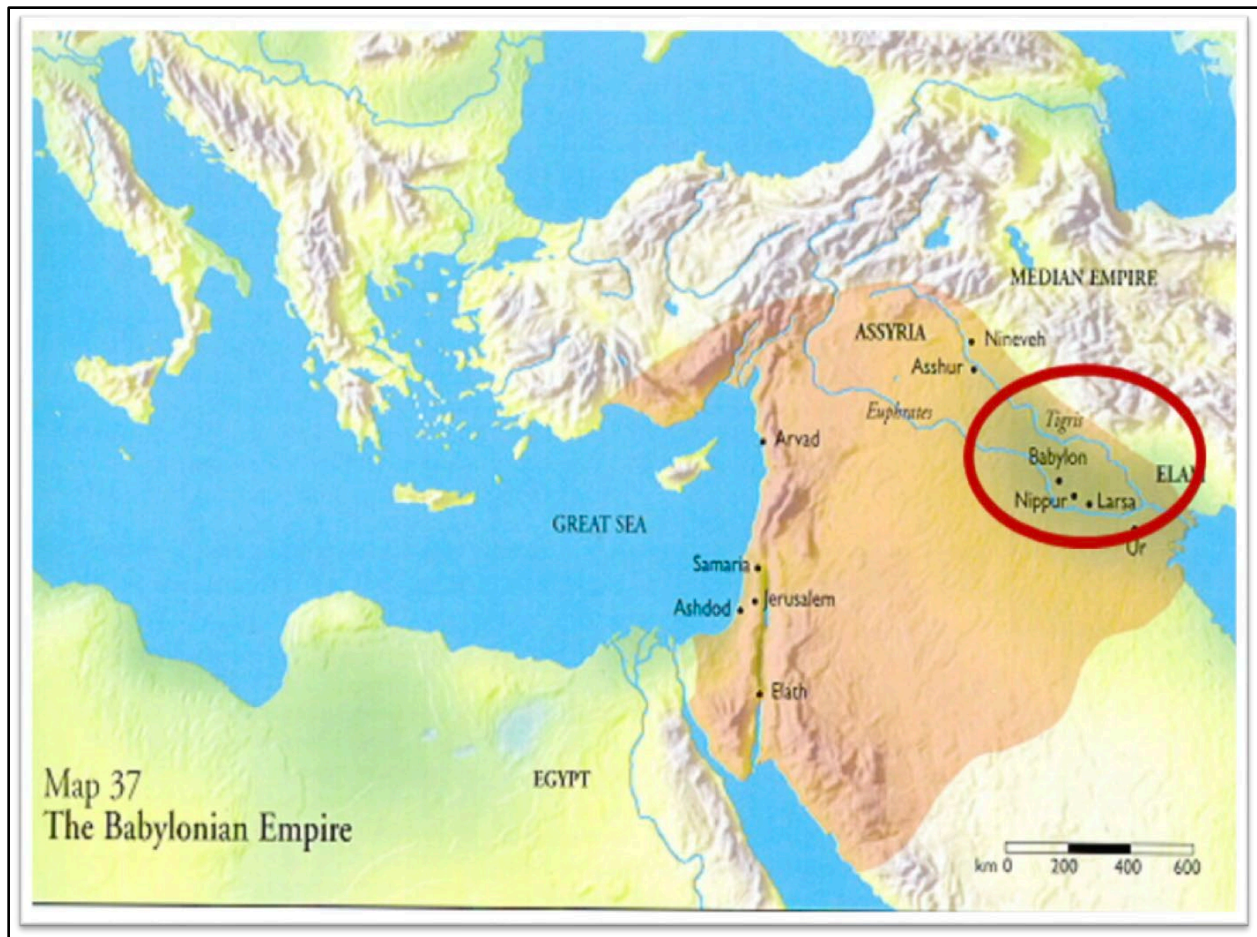 MEDIAN EMPIRE
ASSYRIA
Nineveh
Asshur
Euphrates
Tigris
Arvad
Babylon
ELAM
Nippur
Larsa
GREAT SEA
Ur
Samaria
Jerusalem
Ashdod
Elath
EGYPT
Map 37
The Babylonian Empire
km 0 200 400 600